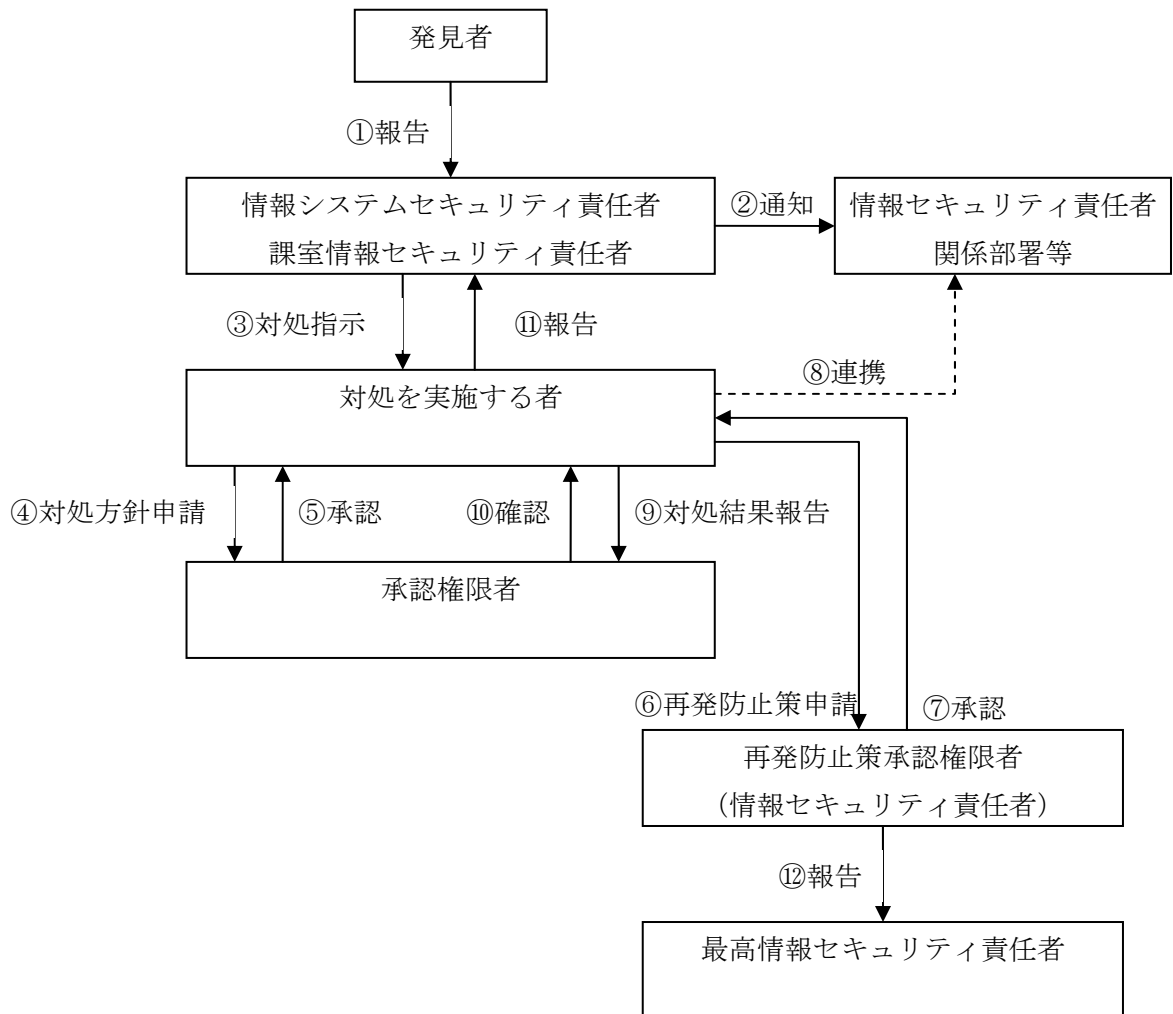 発見者
①報告
情報システムセキュリティ責任者
課室情報セキュリティ責任者
②通知
情報セキュリティ責任者
関係部署等
③対処指示
⑪報告
⑧連携
対処を実施する者
④対処方針申請
⑤承認
⑩確認
⑨対処結果報告
承認権限者
⑥再発防止策申請
⑦承認
再発防止策承認権限者
（情報セキュリティ責任者）
⑫報告
最高情報セキュリティ責任者